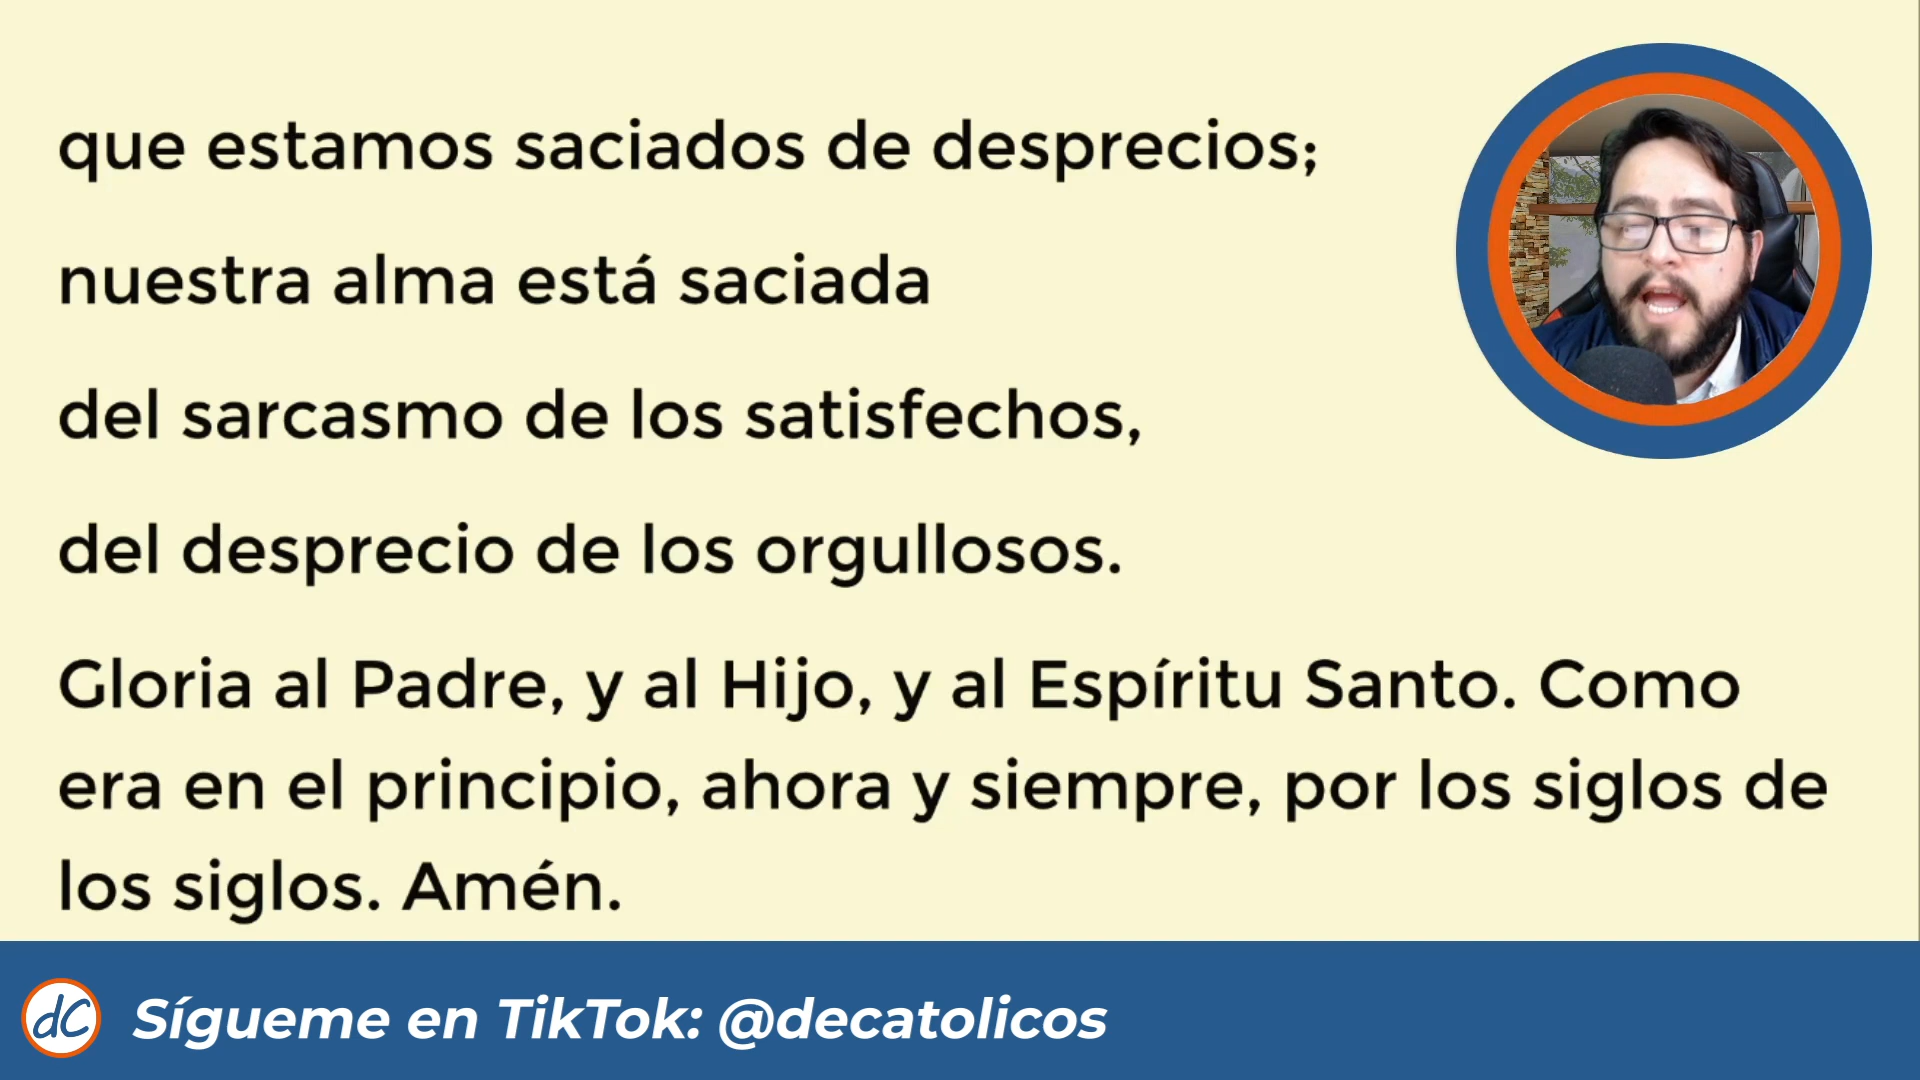 que estamos saciados de desprecios;
nuestra alma está saciada
del sarcasmo de los satisfechos,
del desprecio de los orgullosos.
Gloria al Padre, y al Hijo, y al Espíritu Santo. Como
era en el principio, ahora y siempre, por los siglos de
los siglos. Amén.
dC
Sígueme en TikTok: @decatolicos